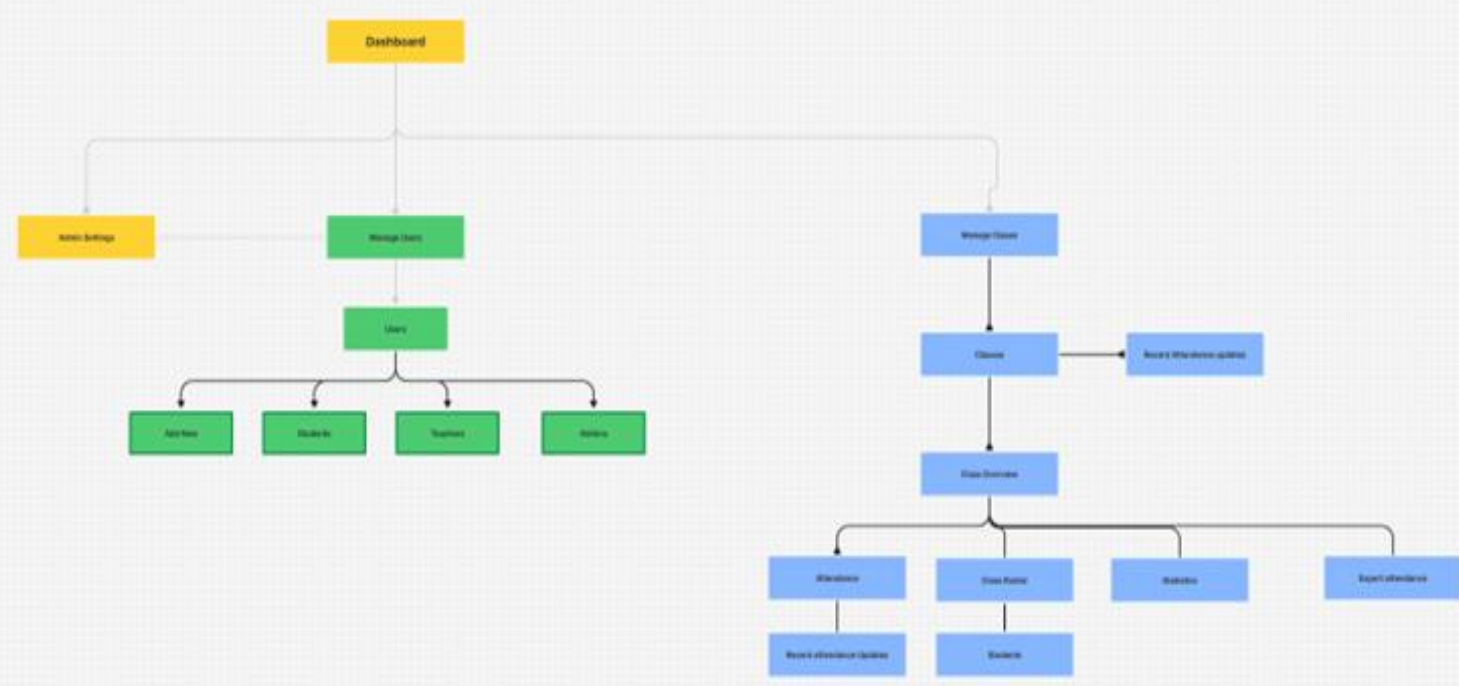 Dashboard
Admin Settings
Manage Users
Manage Classes
Users
Classes
Recent Attendance updates
Add New
Students
Teachers
Class Overview
Attendance
Class Roster
Statistics
Export attendance
Recent attendance Updates
Students